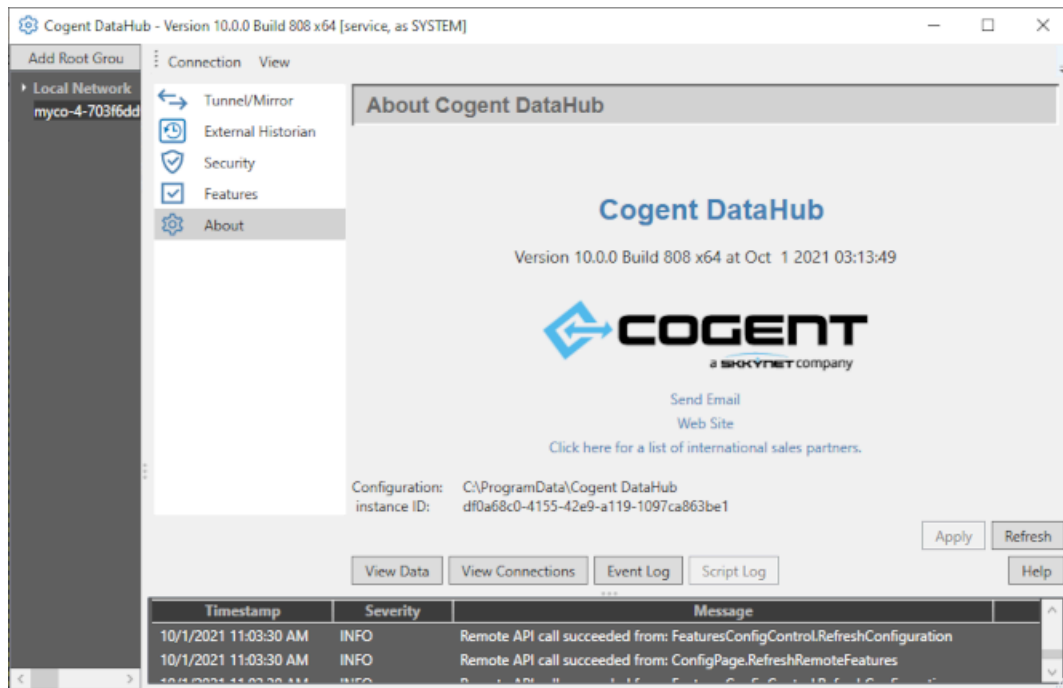 Cogent DataHub - Version 10.0.0 Build 808 x64 [service, as SYSTEM]
Add Root Grou
Connection View
Local Network
myco-4-703f6dd
Tunnel/Mirror
External Historian
Security
Features
About
About Cogent DataHub
Cogent DataHub
Version 10.0.0 Build 808 x64 at Oct 1 2021 03:13:49
COGENT
a SKKYNET company
Send Email
Web Site
Click here for a list of international sales partners.
Configuration: C:\ProgramData\Cogent DataHub
instance ID: df0a68c0-4155-42e9-a119-1097ca863be1
Apply Refresh
View Data View Connections Event Log Script Log Help
Timestamp Severity Message
10/1/2021 11:03:30 AM INFO Remote API call succeeded from: FeaturesConfigControl.RefreshConfiguration
10/1/2021 11:03:30 AM INFO Remote API call succeeded from: ConfigPage.RefreshRemoteFeatures